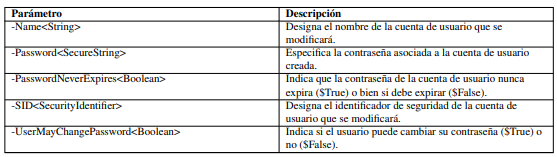 Parámetro Descripción
-Name<String> Designa el nombre de la cuenta de usuario que se
modificará.
-Password<SecureString> Especifica la contraseña asociada a la cuenta de usuario
creada.
-PasswordNeverExpires<Boolean> Indica que la contraseña de la cuenta de usuario nunca
expira ($True) o bien si debe expirar ($False).
-SID<SecurityIdentifier> Designa el identificador de seguridad de la cuenta de
usuario que se modificará.
-UserMayChangePassword<Boolean> Indica si el usuario puede cambiar su contraseña ($True) o
no ($False).